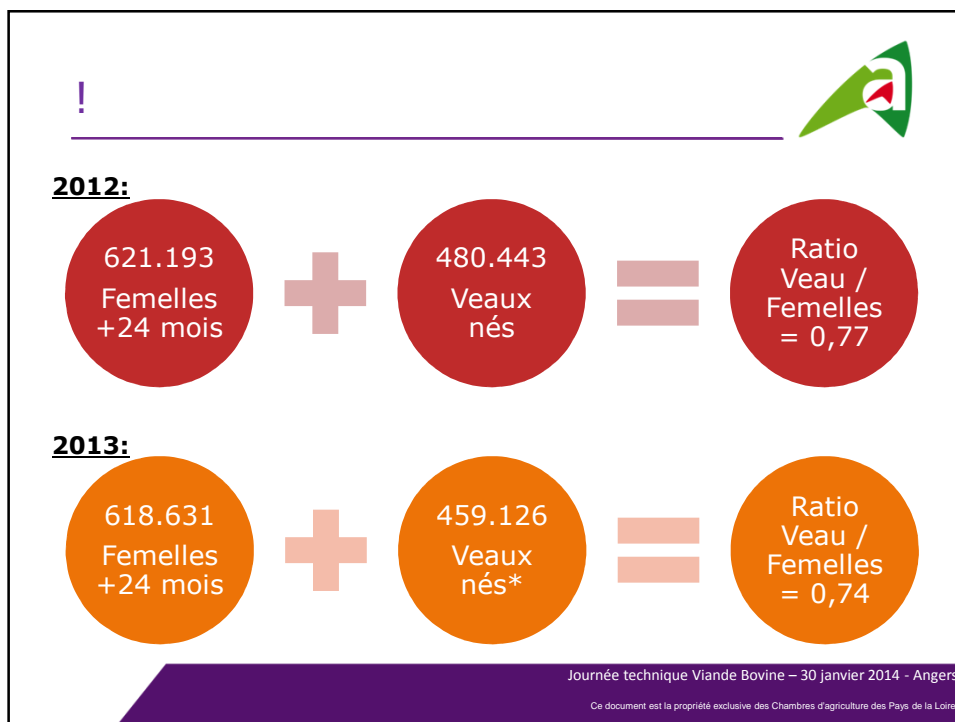 !
a
2012:
621.193
Femelles
+24 mois
480.443
Veaux
nés
Ratio
Veau /
Femelles
= 0,77
2013:
618.631
Femelles
+24 mois
459.126
Veaux
nés*
Ratio
Veau /
Femelles
= 0,74
Journée technique Viande Bovine – 30 janvier 2014 - Angers
Ce document est la propriété exclusive des Chambres d'agriculture des Pays de la Loire